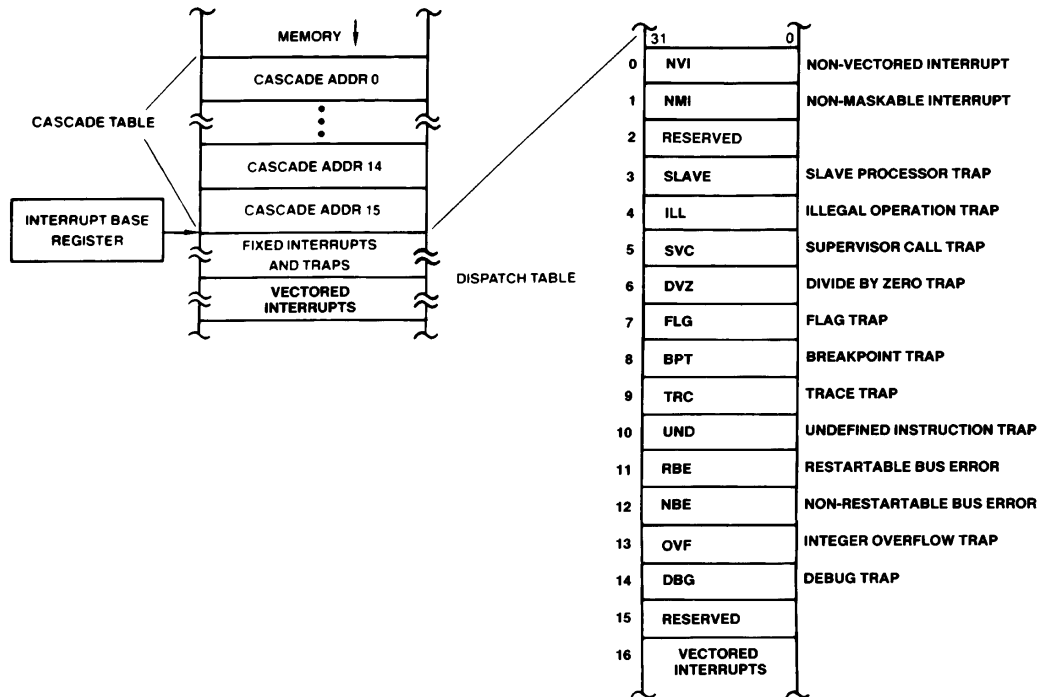 MEMORY
CASCADE ADDR 0
CASCADE TABLE
CASCADE ADDR 14
CASCADE ADDR 15
INTERRUPT BASE
REGISTER
FIXED INTERRUPTS
AND TRAPS
VECTORED
INTERRUPTS
DISPATCH TABLE
31 0
0 NVI NON-VECTORED INTERRUPT
1 NMI NON-MASKABLE INTERRUPT
2 RESERVED
3 SLAVE SLAVE PROCESSOR TRAP
4 ILL ILLEGAL OPERATION TRAP
5 SVC SUPERVISOR CALL TRAP
6 DVZ DIVIDE BY ZERO TRAP
7 FLG FLAG TRAP
8 BPT BREAKPOINT TRAP
9 TRC TRACE TRAP
10 UND UNDEFINED INSTRUCTION TRAP
11 RBE RESTARTABLE BUS ERROR
12 NBE NON-RESTARTABLE BUS ERROR
13 OVF INTEGER OVERFLOW TRAP
14 DBG DEBUG TRAP
15 RESERVED
16 VECTORED
INTERRUPTS